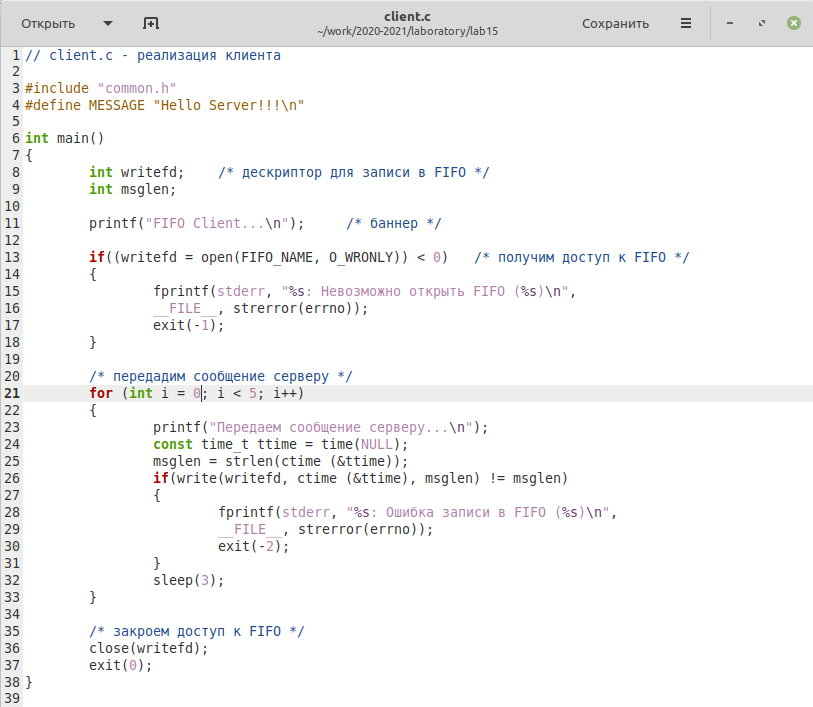 Открыть
client.c
~/work/2020-2021/laboratory/lab15
Сохранить
1 // client.c - реализация клиента
2
3 #include "common.h"
4 #define MESSAGE "Hello Server!!!\n"
5
6 int main()
7 {
8         int writefd;    /* дескриптор для записи в FIFO */
9         int msglen;
10
11         printf("FIFO Client...\n");     /* баннер */
12
13         if((writefd = open(FIFO_NAME, O_WRONLY)) < 0)   /* получим доступ к FIFO */
14         {
15                 fprintf(stderr, "%s: Невозможно открыть FIFO (%s)\n",
16                 __FILE__, strerror(errno));
17                 exit(-1);
18         }
19
20         /* передадим сообщение серверу */
21         for (int i = 0; i < 5; i++)
22         {
23                 printf("Передаем сообщение серверу...\n");
24                 const time_t ttime = time(NULL);
25                 msglen = strlen(ctime (&ttime));
26                 if(write(writefd, ctime (&ttime), msglen) != msglen)
27                 {
28                         fprintf(stderr, "%s: Ошибка записи в FIFO (%s)\n",
29                         __FILE__, strerror(errno));
30                         exit(-2);
31                 }
32                 sleep(3);
33         }
34
35         /* закроем доступ к FIFO */
36         close(writefd);
37         exit(0);
38 }
39